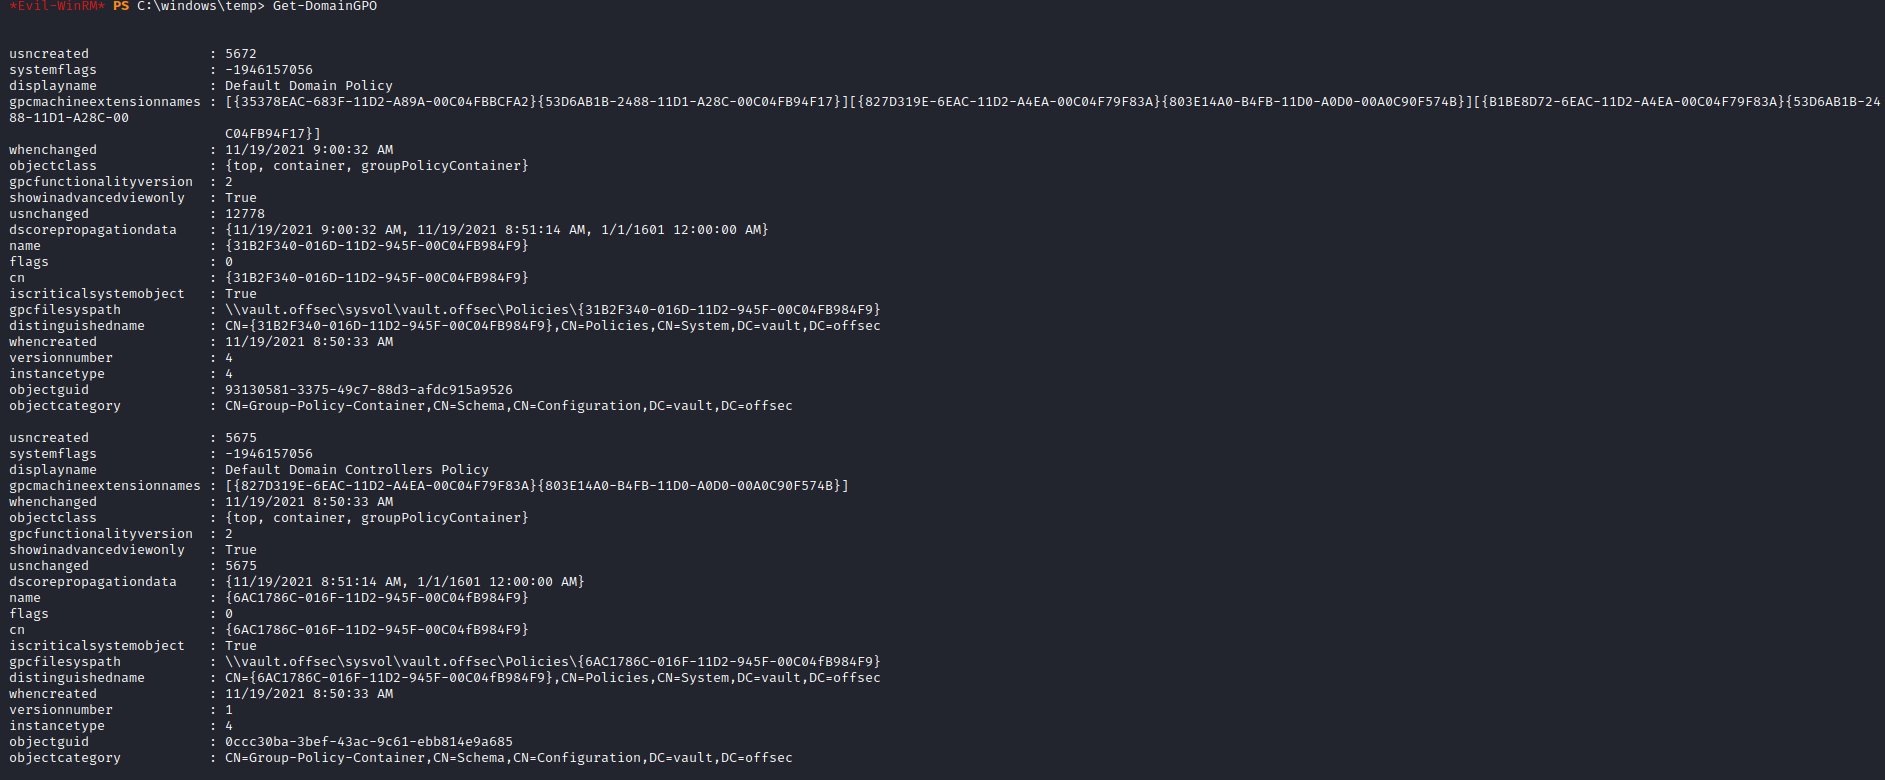 *Evil-WinRM* PS C:\windows\temp> Get-DomainGPO
usncreated : 5672
systemflags : -1946157056
displayname : Default Domain Policy
gpcmachineextensionnames : [{35378EAC-683F-11D2-A89A-00C04FBBCFA2}{53D6AB1B-2488-11D1-A28C-00C04FB94F17}][{827D319E-6EAC-11D2-A4EA-00C04F79F83A}{803E14A0-B4FB-11D0-A0D0-00A0C90F574B}][{B1BE8D72-6EAC-11D2-A4EA-00C04F79F83A}{53D6AB1B-24
88-11D1-A28C-00
C04FB94F17}]
whenchanged : 11/19/2021 9:00:32 AM
objectclass : {top, container, groupPolicyContainer}
gpcfunctionalityversion : 2
showinadvancedviewonly : True
usnchanged : 12778
dscorepropagationdata : {11/19/2021 9:00:32 AM, 11/19/2021 8:51:14 AM, 1/1/1601 12:00:00 AM}
name : {31B2F340-016D-11D2-945F-00C04FB984F9}
flags : 0
cn : {31B2F340-016D-11D2-945F-00C04FB984F9}
iscriticalsystemobject : True
gpcfilesyspath : \\vault.offsec\sysvol\vault.offsec\Policies\{31B2F340-016D-11D2-945F-00C04FB984F9}
distinguishedname : CN={31B2F340-016D-11D2-945F-00C04FB984F9},CN=Policies,CN=System,DC=vault,DC=offsec
whencreated : 11/19/2021 8:50:33 AM
versionnumber : 4
instancetype : 4
objectguid : 93130581-3375-49c7-88d3-afdc915a9526
objectcategory : CN=Group-Policy-Container,CN=Schema,CN=Configuration,DC=vault,DC=offsec
usncreated : 5675
systemflags : -1946157056
displayname : Default Domain Controllers Policy
gpcmachineextensionnames : [{827D319E-6EAC-11D2-A4EA-00C04F79F83A}{803E14A0-B4FB-11D0-A0D0-00A0C90F574B}]
whenchanged : 11/19/2021 8:50:33 AM
objectclass : {top, container, groupPolicyContainer}
gpcfunctionalityversion : 2
showinadvancedviewonly : True
usnchanged : 5675
dscorepropagationdata : {11/19/2021 8:51:14 AM, 1/1/1601 12:00:00 AM}
name : {6AC1786C-016F-11D2-945F-00C04fB984F9}
flags : 0
cn : {6AC1786C-016F-11D2-945F-00C04fB984F9}
iscriticalsystemobject : True
gpcfilesyspath : \\vault.offsec\sysvol\vault.offsec\Policies\{6AC1786C-016F-11D2-945F-00C04fB984F9}
distinguishedname : CN={6AC1786C-016F-11D2-945F-00C04fB984F9},CN=Policies,CN=System,DC=vault,DC=offsec
whencreated : 11/19/2021 8:50:33 AM
versionnumber : 1
instancetype : 4
objectguid : 0ccc30ba-3bef-43ac-9c61-ebb814e9a685
objectcategory : CN=Group-Policy-Container,CN=Schema,CN=Configuration,DC=vault,DC=offsec